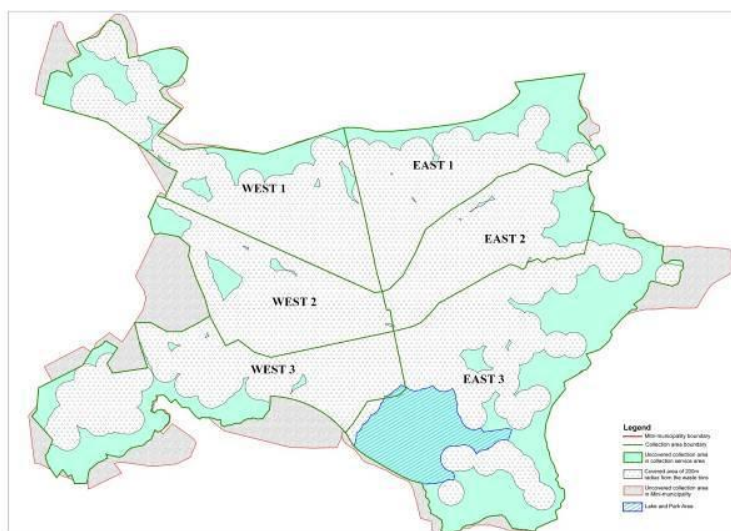 WEST 1
EAST 1
EAST 2
WEST 2
WEST 3
EAST 3
Legend
Mini-municipality boundary
Collection area boundary
Uncovered collection area
in collection service area
Covered area of 200m
radius from the waste bins
Uncovered collection area
in Mini-municipality
Lake and Park Area